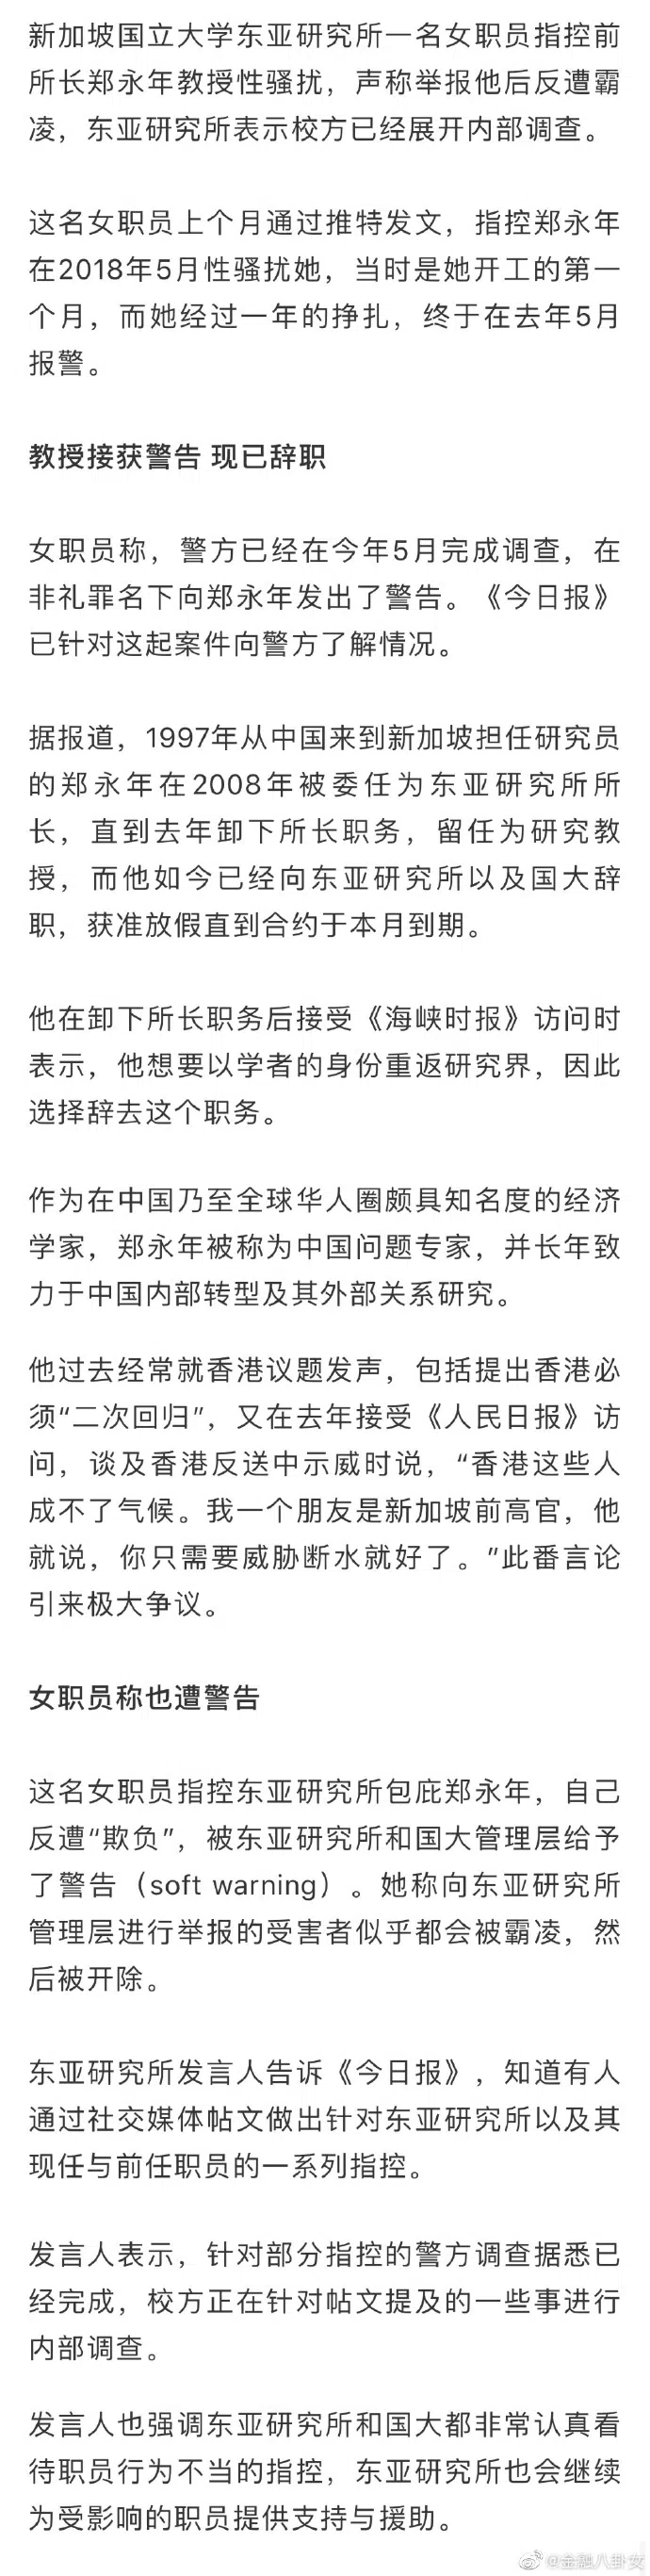 新加坡国立大学东亚研究所一名女职员指控前
所长郑永年教授性骚扰，声称举报他后反遭霸
凌，东亚研究所表示校方已经展开内部调查。
这名女职员上个月通过推特发文，指控郑永年
在2018年5月性骚扰她，当时是她开工的第一
个月，而她经过一年的挣扎，终于在去年5月
报警。
教授接获警告 现已辞职
女职员称，警方已经在今年5月完成调查，在
非礼罪名下向郑永年发出了警告。《今日报》
已针对这起案件向警方了解情况。
据报道，1997年从中国来到新加坡担任研究员
的郑永年在2008年被委任为东亚研究所所
长，直到去年卸下所长职务，留任为研究教
授，而他如今已经向东亚研究所以及国大辞
职，获准放假直到合约于本月到期。
他在卸下所长职务后接受《海峡时报》访问时
表示，他想要以学者的身份重返研究界，因此
选择辞去这个职务。
作为在中国乃至全球华人圈颇具知名度的经济
学家，郑永年被称为中国问题专家，并长年致
力于中国内部转型及其外部关系研究。
他过去经常就香港议题发声，包括提出香港必
须“二次回归”，又在去年接受《人民日报》访
问，谈及香港反送中示威时说，“香港这些人
成不了气候。我一个朋友是新加坡前高官，他
就说，你只需要威胁断水就好了。”此番言论
引来极大争议。
女职员称也遭警告
这名女职员指控东亚研究所包庇郑永年，自己
反遭“欺负”，被东亚研究所和国大管理层给予
了警告（soft warning）。她称向东亚研究所
管理层进行举报的受害者似乎都会被霸凌，然
后被开除。
东亚研究所发言人告诉《今日报》，知道有人
通过社交媒体帖文做出针对东亚研究所以及其
现任与前任职员的一系列指控。
发言人表示，针对部分指控的警方调查据悉已
经完成，校方正在针对帖文提及的一些事进行
内部调查。
发言人也强调东亚研究所和国大都非常认真看
待职员行为不当的指控，东亚研究所也会继续
为受影响的职员提供支持与援助。
@金融八卦女